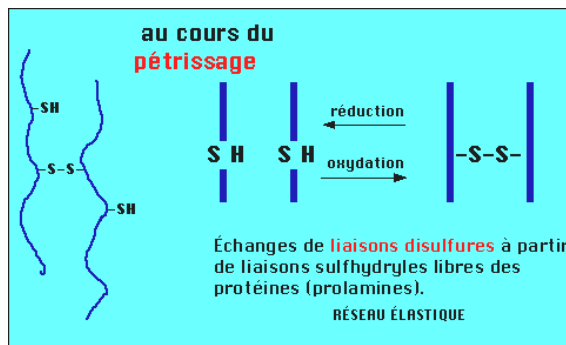 au cours du
pétrissage
-SH
-S-S-
-SH
S H
S H
réduction
oxydation
-S-S-
Échanges de liaisons disulfures à partir
de liaisons sulfhydryles libres des
protéines (prolamines).
RÉSEAU ÉLASTIQUE